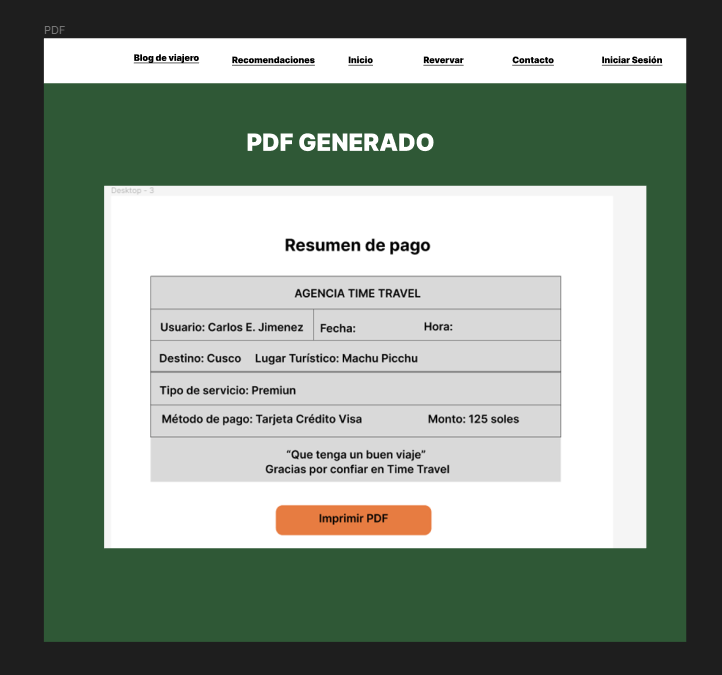 PDF
Blog de viajero
Recomendaciones
Inicio
Revervar
Contacto
Iniciar Sesión
PDF GENERADO
Desktop - 3
Resumen de pago
AGENCIA TIME TRAVEL
Usuario: Carlos E. Jimenez Fecha: Hora:
Destino: Cusco Lugar Turístico: Machu Picchu
Tipo de servicio: Premiun
Método de pago: Tarjeta Crédito Visa Monto: 125 soles
“Que tenga un buen viaje”
Gracias por confiar en Time Travel
Imprimir PDF